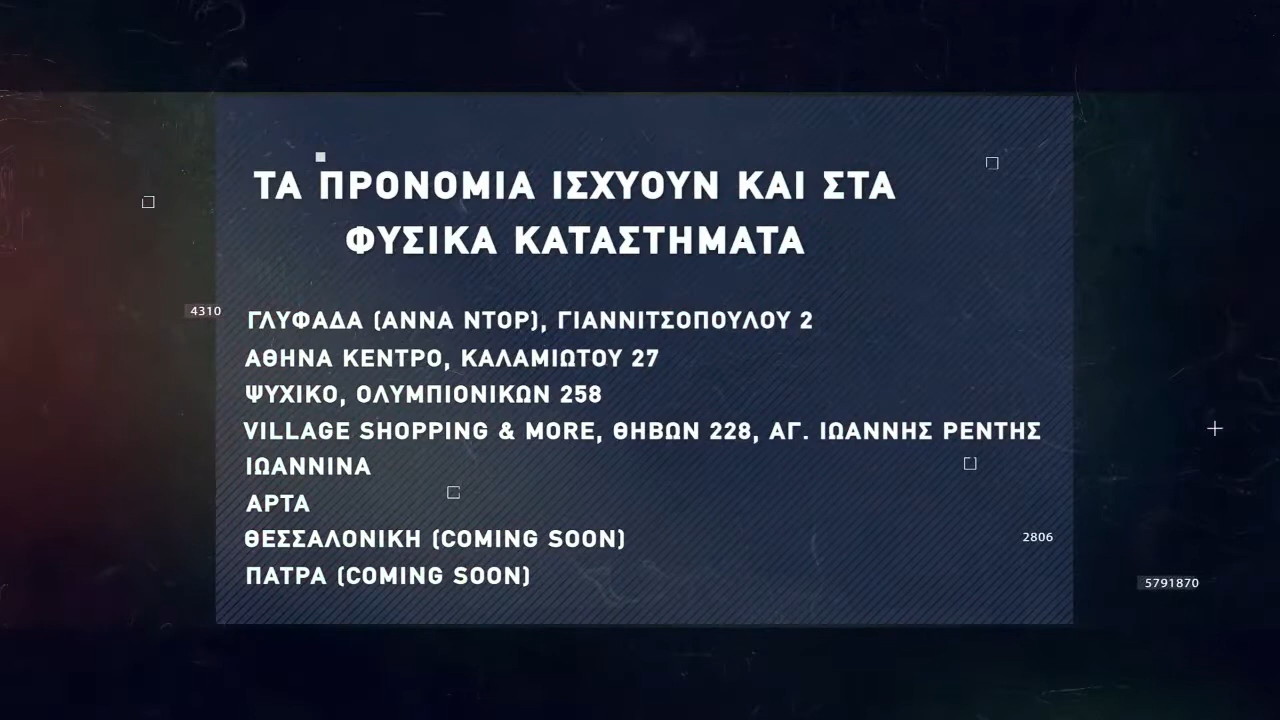 ΤΑ ΠΡΟΝΟΜΙΑ ΙΣΧΥΟΥΝ ΚΑΙ ΣΤΑ
ΦΥΣΙΚΑ ΚΑΤΑΣΤΗΜΑΤΑ
4310
ΓΛΥΦΑΔΑ (ΑΝΝΑ ΝΤΟΡ), ΓΙΑΝΝΙΤΣΟΠΟΥΛΟΥ 2
ΑΘΗΝΑ ΚΕΝΤΡΟ, ΚΑΛΑΜΙΩΤΟΥ 27
ΨΥΧΙΚΟ, ΟΛΥΜΠΙΟΝΙΚΩΝ 258
VILLAGE SHOPPING & MORE, ΘΗΒΩΝ 228, ΑΓ. ΙΩΑΝΝΗΣ ΡΕΝΤΗΣ
ΙΩΑΝΝΙΝΑ
ΑΡΤΑ
ΘΕΣΣΑΛΟΝΙΚΗ (COMING SOON)
2806
ΠΑΤΡΑ (COMING SOON)
5791870